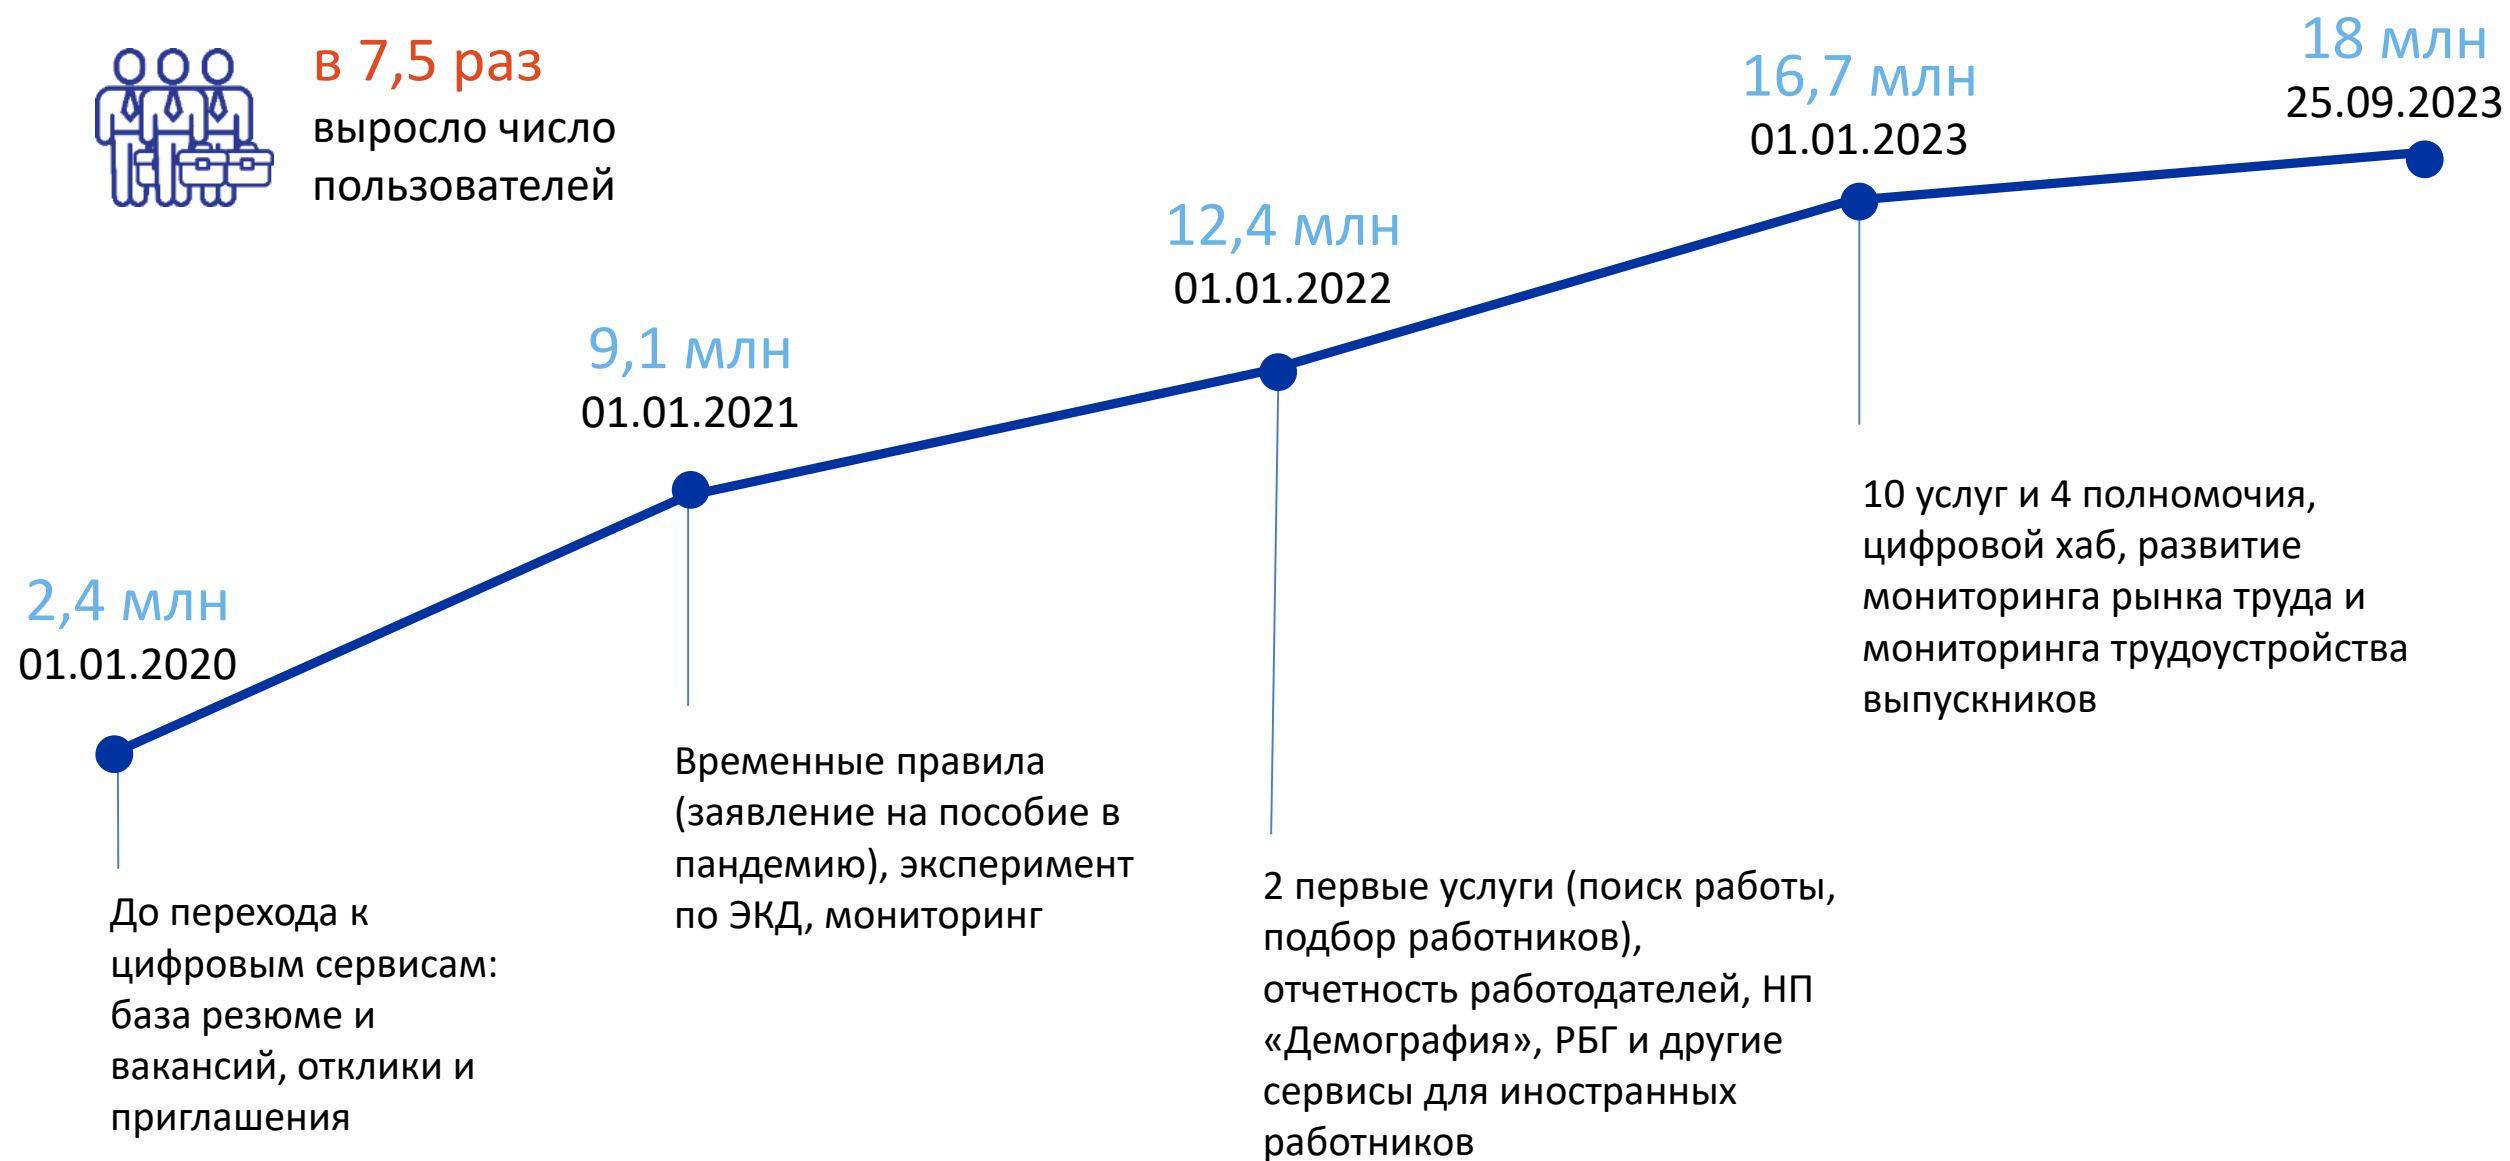 в 7,5 раз
выросло число
пользователей
2,4 млн
01.01.2020
До перехода к
цифровым сервисам:
база резюме и
вакансий, отклики и
приглашения
9,1 млн
01.01.2021
Временные правила
(заявление на пособие в
пандемию), эксперимент
по ЭКД, мониторинг
12,4 млн
01.01.2022
2 первые услуги (поиск работы,
подбор работников),
отчетность работодателей, НП
«Демография», РБГ и другие
сервисы для иностранных
работников
16,7 млн
01.01.2023
10 услуг и 4 полномочия,
цифровой хаб, развитие
мониторинга рынка труда и
мониторинга трудоустройства
выпускников
18 млн
25.09.2023